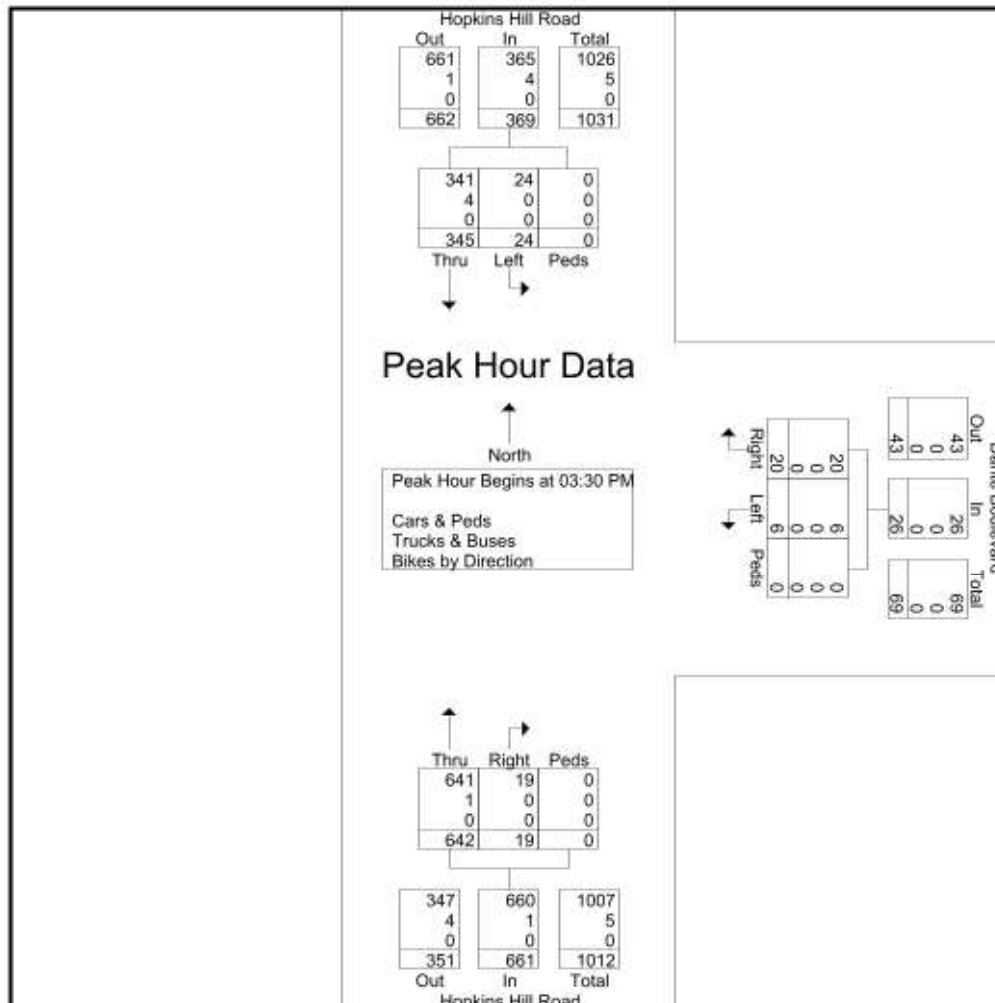 Hopkins Hill Road
Out In Total
661 365 1026
1 4 5
0 0 0
662 369 1031
341 24 0
4 0 0
0 0 0
345 24 0
Thru Left Peds
Peak Hour Data
North
Peak Hour Begins at 03:30 PM
Cars & Peds
Trucks & Buses
Bikes by Direction
Out In Total
43 26 69
0 0 0
0 0 0
43 26 69
20 6 0
0 0 0
0 0 0
20 6 0
Right Left Peds
Thru Right Peds
641 19 0
1 0 0
0 0 0
642 19 0
347 660 1007
4 1 5
0 0 0
351 661 1012
Out In Total
Hopkins Hill Road